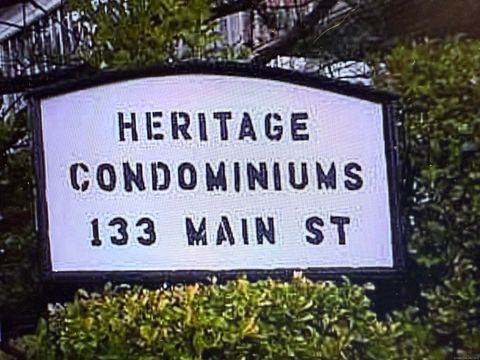 HERITAGE
CONDOMINIUMS
133 MAIN ST